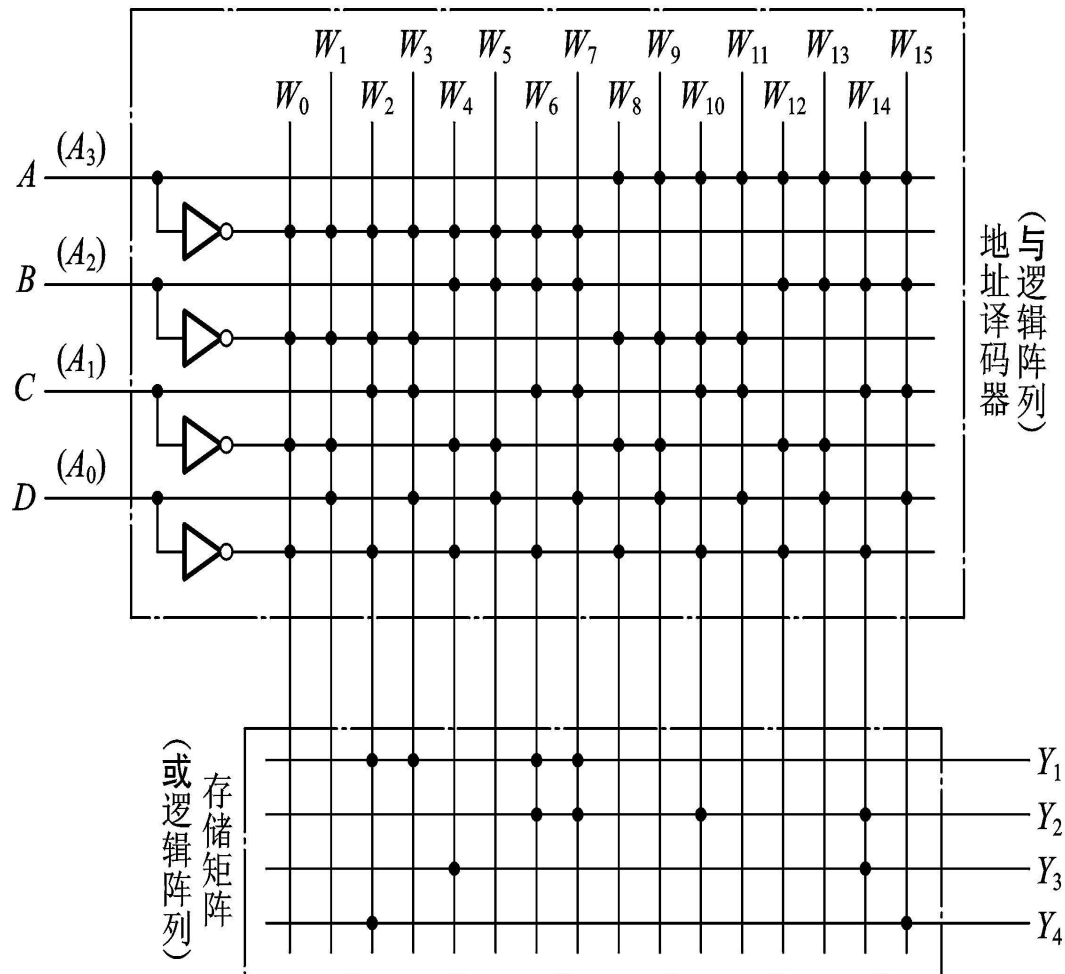 W₁ W₃ W₅ W₇ W₉ W₁₁ W₁₃ W₁₅
W₀ W₂ W₄ W₆ W₈ W₁₀ W₁₂ W₁₄
A (A₃)
B (A₂)
C (A₁)
D (A₀)
地址译码器
(与逻辑阵列)
存储矩阵
(或逻辑阵列)
Y₁
Y₂
Y₃
Y₄